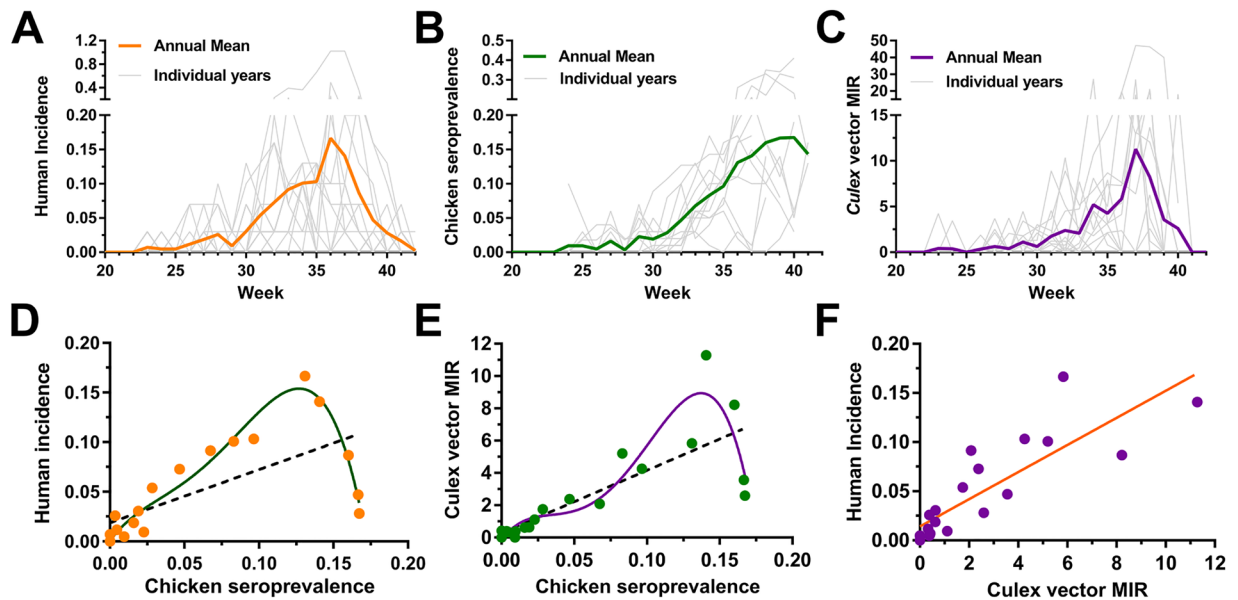 A
Annual Mean
Individual years
Human Incidence
1.2
0.8
0.4
0.20
0.15
0.10
0.05
0.00
20 25 30 35 40
Week
B
Annual Mean
Individual years
Chicken seroprevalence
0.5
0.4
0.3
0.20
0.15
0.10
0.05
0.00
20 25 30 35 40
Week
C
Annual Mean
Individual years
Culex vector MIR
50
40
30
20
15
10
5
0
20 25 30 35 40
Week
D
Human incidence
0.20
0.15
0.10
0.05
0.00
0.00 0.05 0.10 0.15 0.20
Chicken seroprevalence
E
Culex vector MIR
12
10
8
6
4
2
0
0.00 0.05 0.10 0.15 0.20
Chicken seroprevalence
F
Human Incidence
0.20
0.15
0.10
0.05
0.00
0 2 4 6 8 10 12
Culex vector MIR